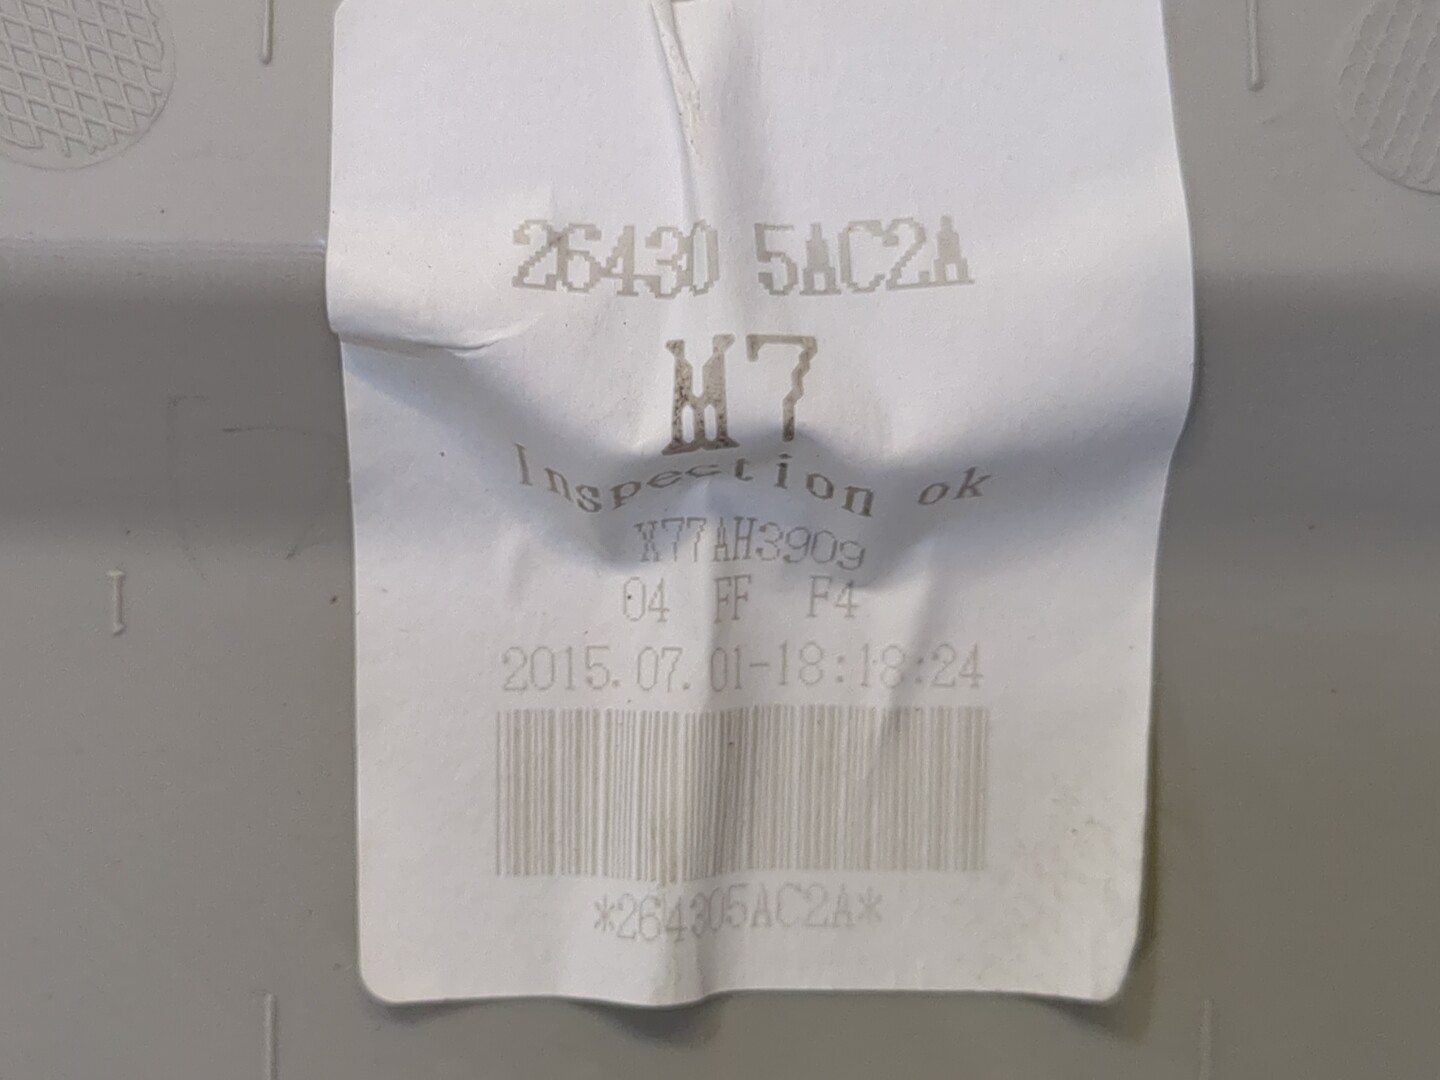 26430 5AC2A
M7
Inspection ok
X77AH3909
04 FF F4
2015.07.01-18:18:24
*264305AC2A*